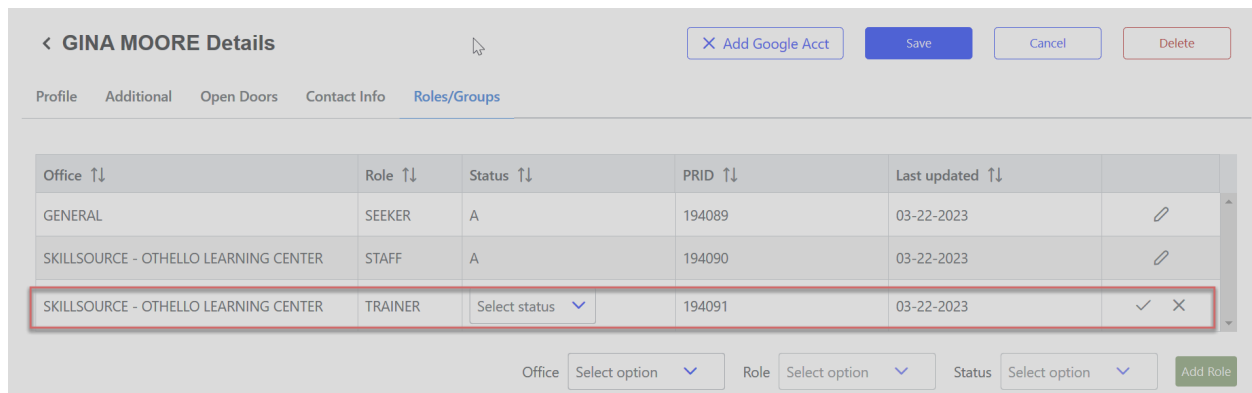 GINA MOORE Details
Add Google Acct Save Cancel Delete
Profile Additional Open Doors Contact Info Roles/Groups
Office Role Status PRID Last updated
GENERAL SEEKER A 194089 03-22-2023
SKILLSOURCE - OTHELLO LEARNING CENTER STAFF A 194090 03-22-2023
SKILLSOURCE - OTHELLO LEARNING CENTER TRAINER Select status 194091 03-22-2023
Office Select option Role Select option Status Select option Add Role